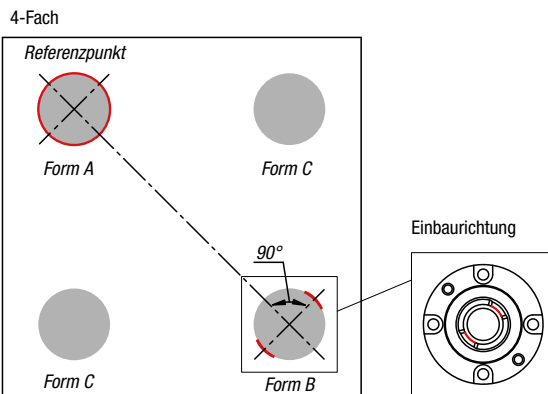 4-Fach
Referenzpunkt
Form A
Form C
90°
Einbaurichtung
Form C
Form B